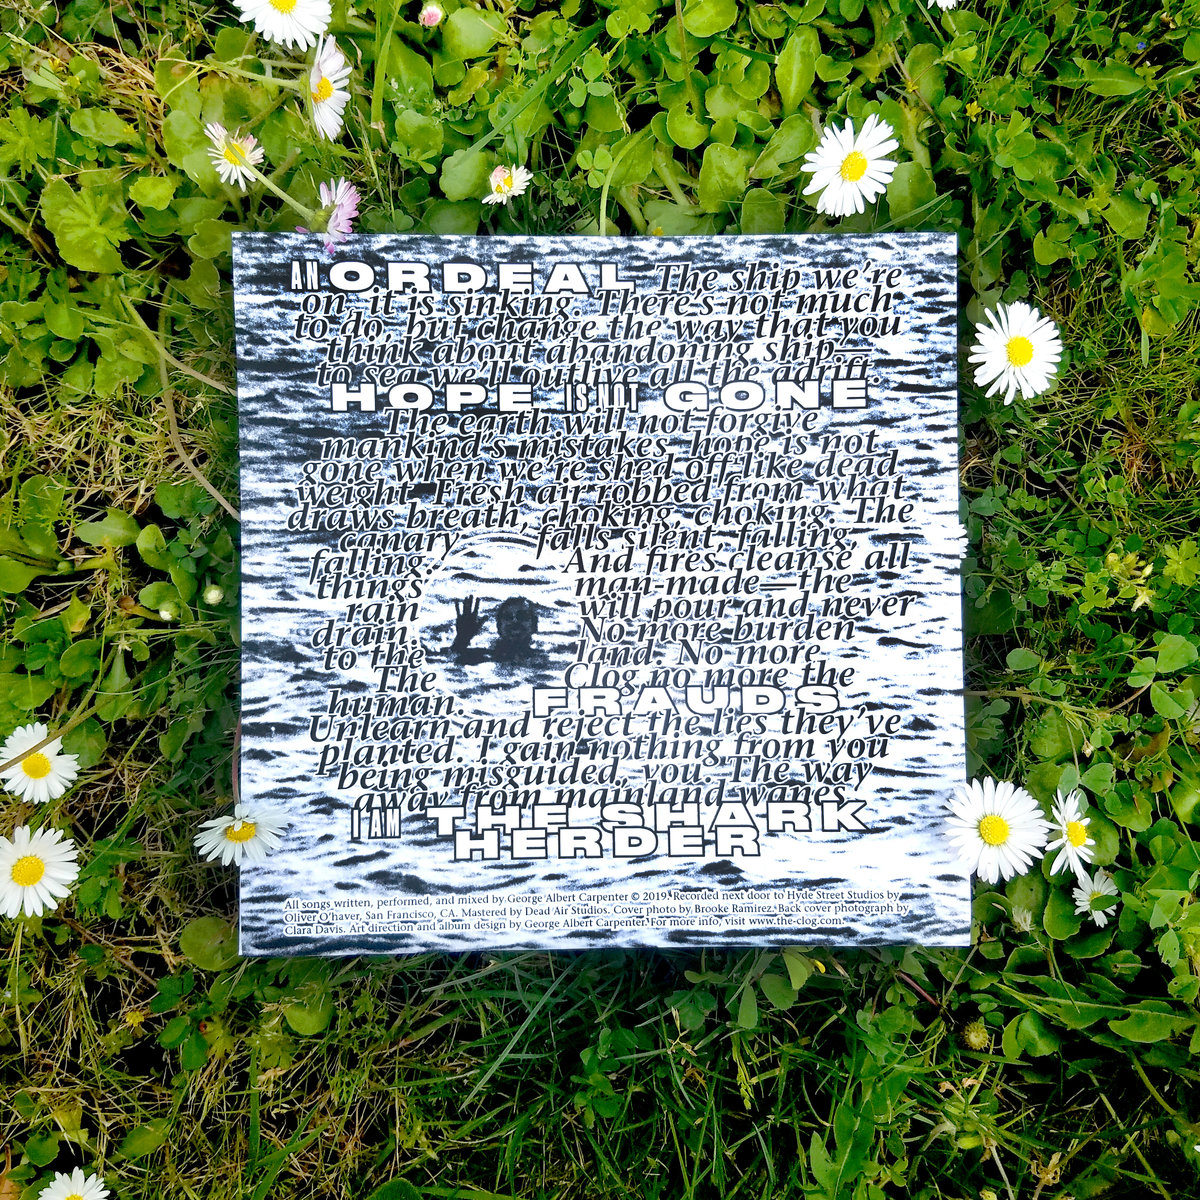 AN ORDEAL The ship we're
on, it is sinking. There's not much
to do, but change the way that you
think about abandoning ship—
to sea we'll outlive all the adrift.
HOPE IS NOT GONE
The earth will not forgive
mankind's mistakes, hope is not
gone when we're shed off like dead
weight. Fresh air robbed from what
draws breath, choking, choking. The
canary falls silent, falling,
falling.. And fires cleanse all
things man-made—the
rain will pour and never
drain. No more burden
to the land. No more
The Clog no more the
human. FRAUDS
Unlearn and reject the lies they've
planted. I gain nothing from you
being misguided, you. The way
away from mainland wanes
I AM THE SHARK
HERDER
All songs written, performed, and mixed by George Albert Carpenter © 2019. Recorded next door to Hyde Street Studios by
Oliver O'haver, San Francisco, CA. Mastered by Dead Air Studios. Cover photo by Brooke Ramirez. Back cover photograph by
Clara Davis. Art direction and album design by George Albert Carpenter. For more info, visit www.the-clog.com.